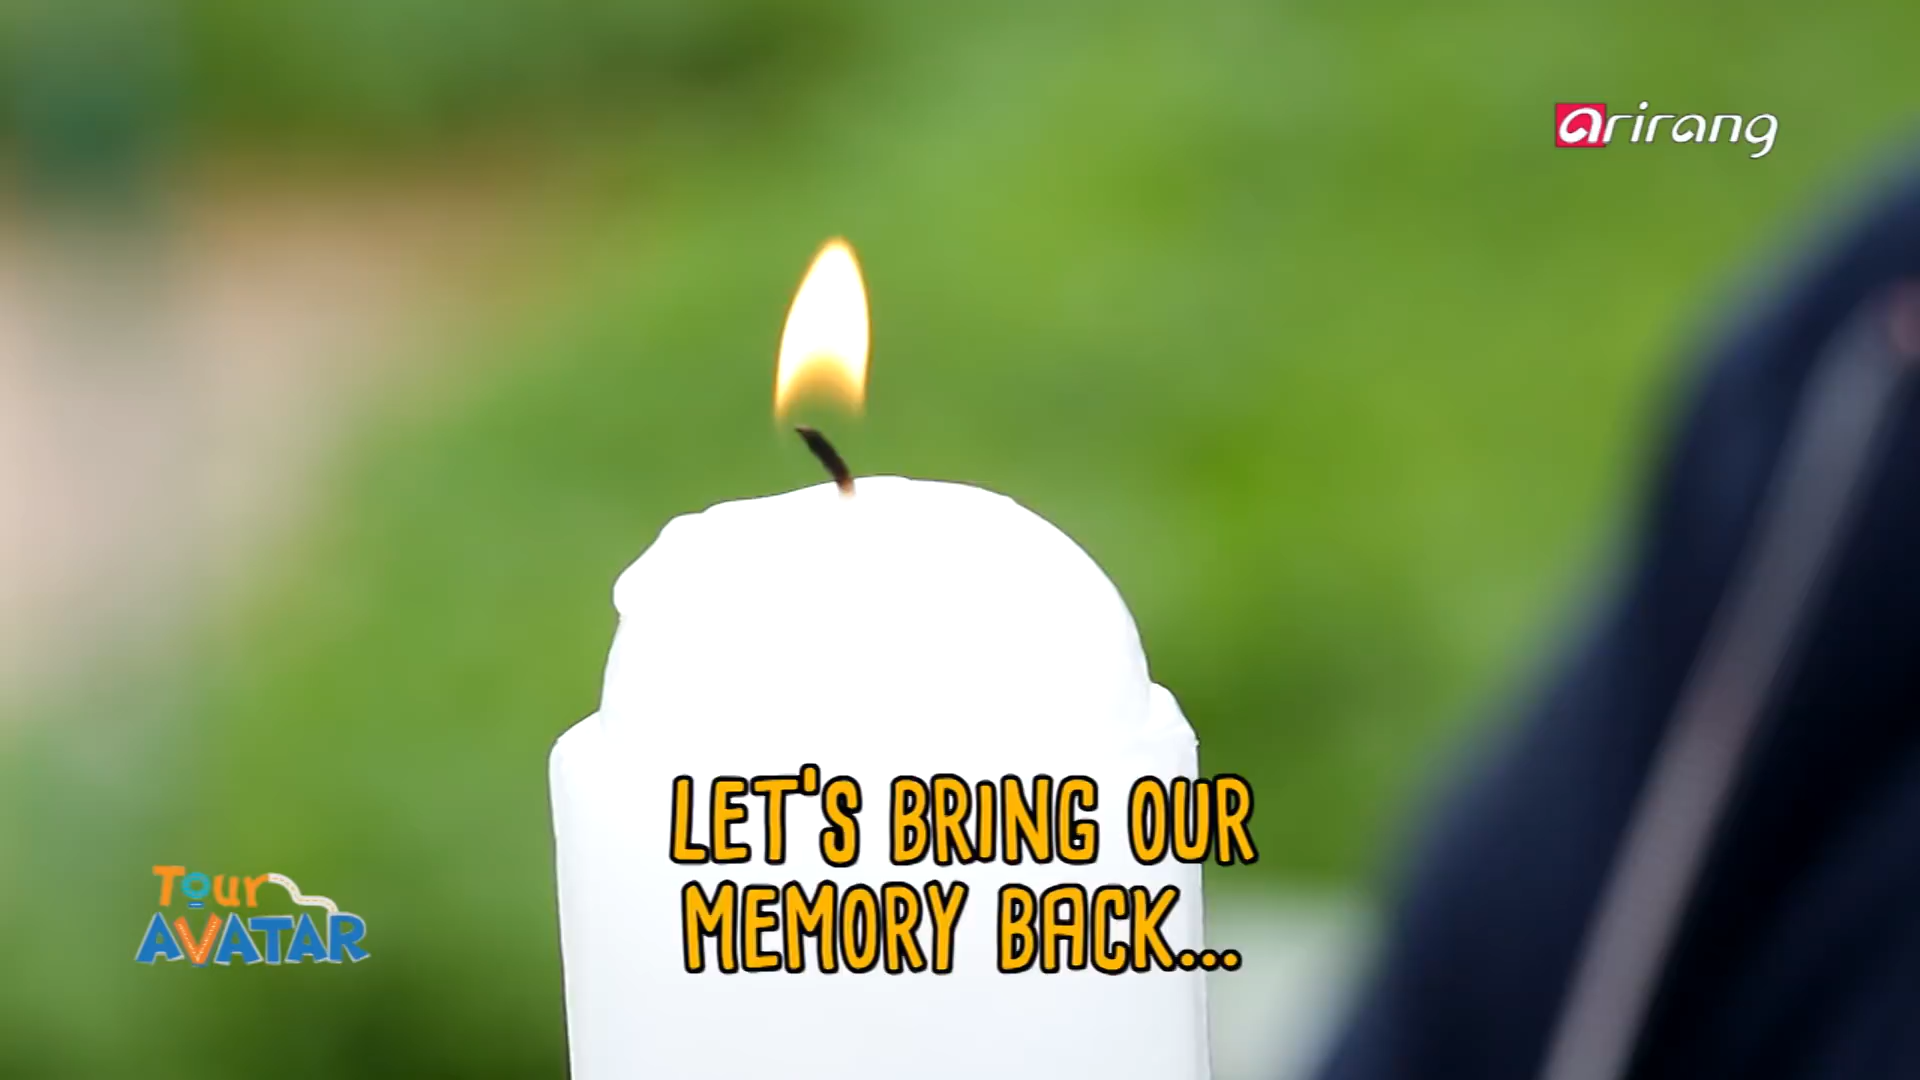 arirang
LET'S BRING OUR
MEMORY BACK...
Tour
AVATAR